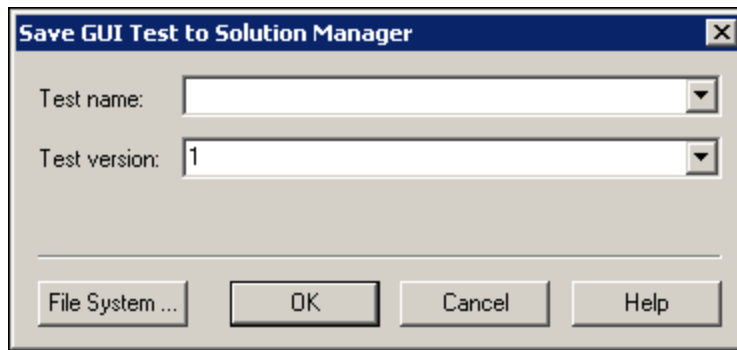 Save GUI Test to Solution Manager
Test name:
Test version: 1
File System ... OK Cancel Help